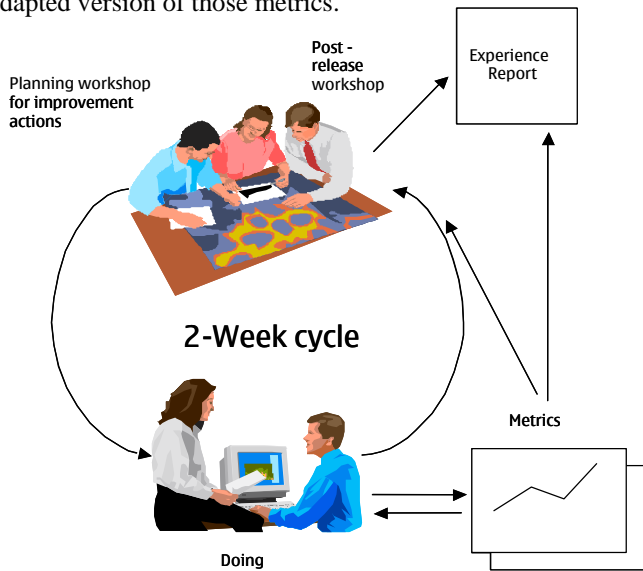 dapted version of those metrics.
Post -
release
workshop
Planning workshop
for improvement
actions
Experience
Report
2-Week cycle
Metrics
Doing